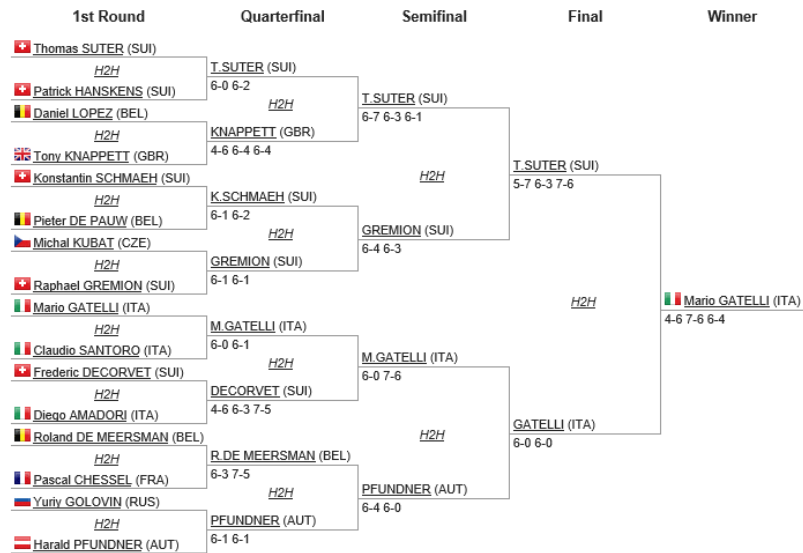 1st Round Quarterfinal Semifinal Final Winner
Thomas SUTER (SUI)
H2H
Patrick HANSKENS (SUI)
Daniel LOPEZ (BEL)
H2H
Tony KNAPPETT (GBR)
Konstantin SCHMAEH (SUI)
H2H
Pieter DE PAUW (BEL)
Michal KUBAT (CZE)
H2H
Raphael GREMION (SUI)
Mario GATELLI (ITA)
H2H
Claudio SANTORO (ITA)
Frederic DECORVET (SUI)
H2H
Diego AMADORI (ITA)
Roland DE MEERSMAN (BEL)
H2H
Pascal CHESSEL (FRA)
Yuriy GOLOVIN (RUS)
H2H
Harald PFUNDNER (AUT)
T.SUTER (SUI)
6-0 6-2
H2H
KNAPPETT (GBR)
4-6 6-4 6-4
K.SCHMAEH (SUI)
6-1 6-2
H2H
GREMION (SUI)
6-1 6-1
M.GATELLI (ITA)
6-0 6-1
H2H
DECORVET (SUI)
4-6 6-3 7-5
R.DE MEERSMAN (BEL)
6-3 7-5
H2H
PFUNDNER (AUT)
6-1 6-1
T.SUTER (SUI)
6-7 6-3 6-1
H2H
GREMION (SUI)
6-4 6-3
M.GATELLI (ITA)
6-0 7-6
H2H
PFUNDNER (AUT)
6-4 6-0
T.SUTER (SUI)
5-7 6-3 7-6
H2H
GATELLI (ITA)
6-0 6-0
Mario GATELLI (ITA)
4-6 7-6 6-4